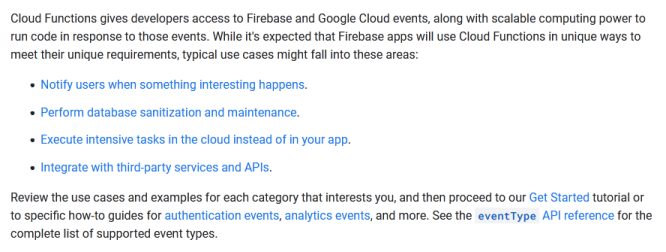 Cloud Functions gives developers access to Firebase and Google Cloud events, along with scalable computing power to
run code in response to those events. While it's expected that Firebase apps will use Cloud Functions in unique ways to
meet their unique requirements, typical use cases might fall into these areas:
• Notify users when something interesting happens.
• Perform database sanitization and maintenance.
• Execute intensive tasks in the cloud instead of in your app.
• Integrate with third-party services and APIs.
Review the use cases and examples for each category that interests you, and then proceed to our Get Started tutorial or
to specific how-to guides for authentication events, analytics events, and more. See the eventType API reference for the
complete list of supported event types.